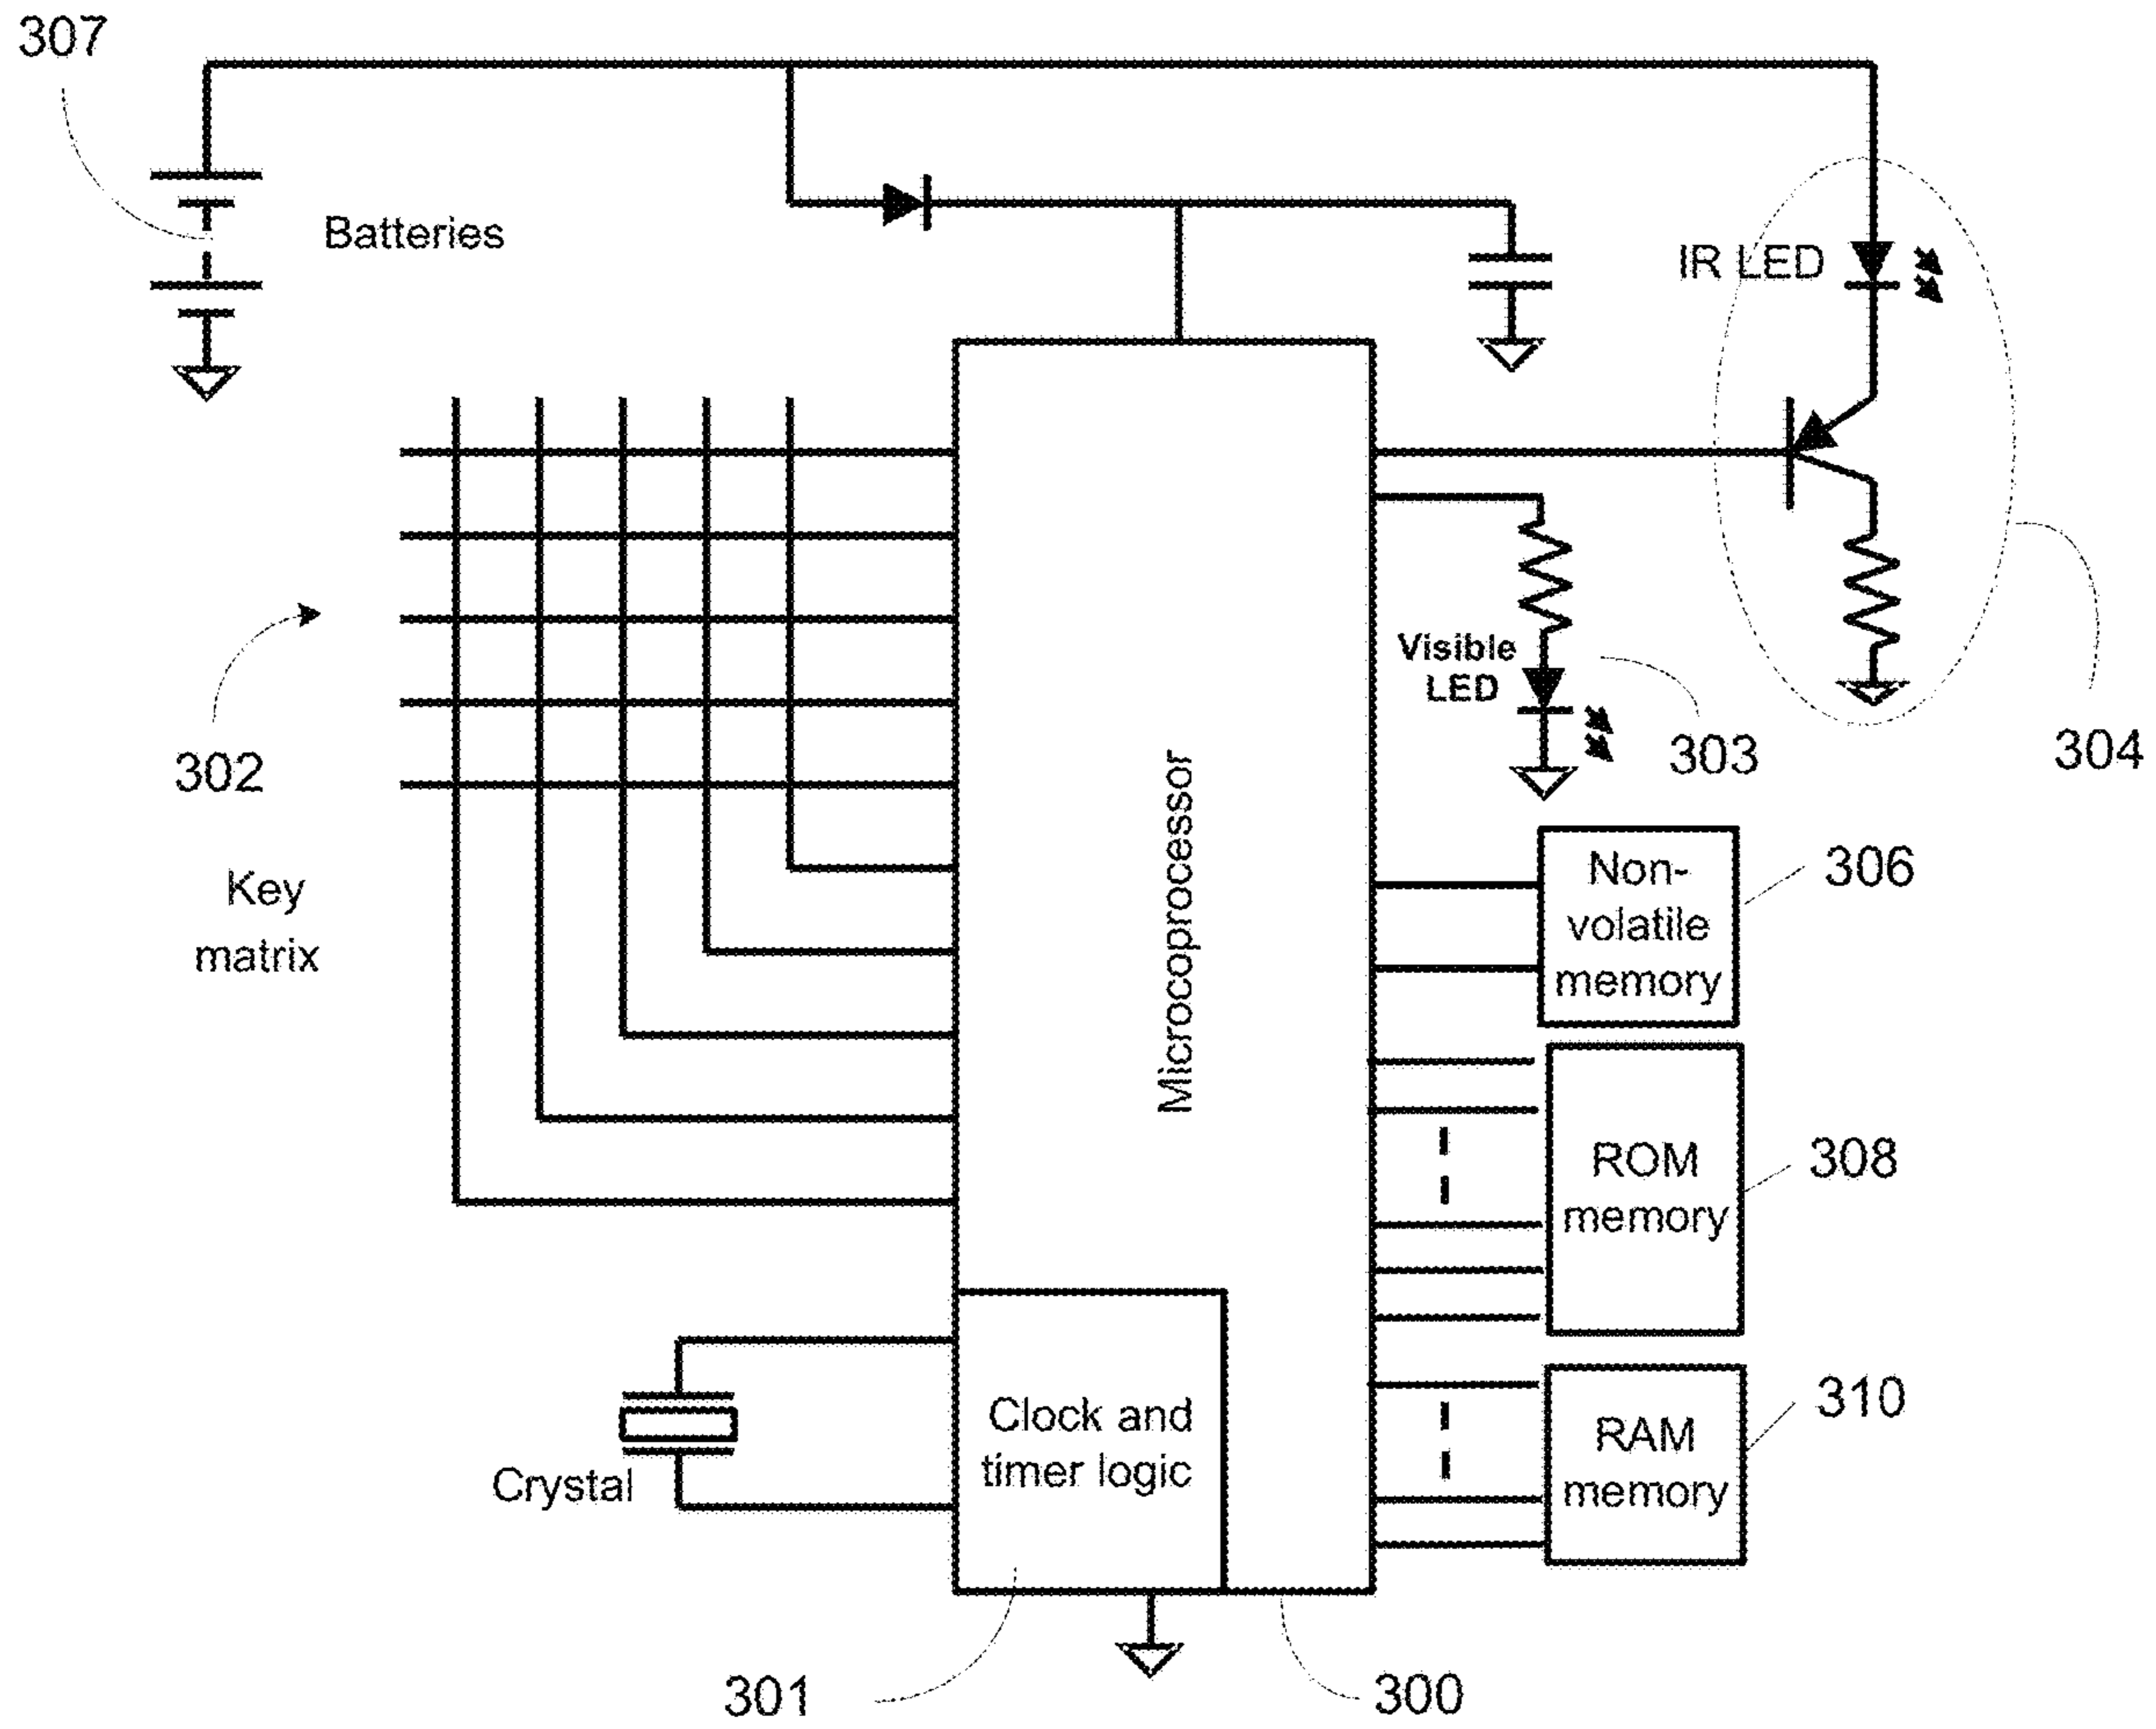 307
Batteries
IR LED
302
Key
matrix
Visible
LED
303
304
Microcoprocessor
Non-
volatile
memory
306
ROM
memory
308
RAM
memory
310
Crystal
Clock and
timer logic
301
300